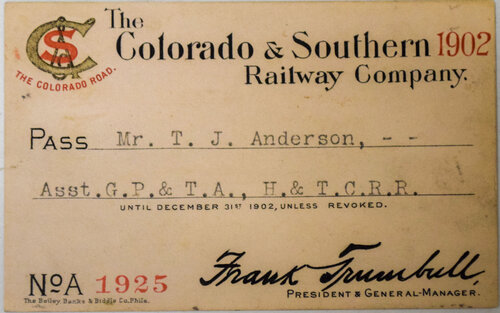 The
Colorado & Southern 1902
Railway Company.
CS
THE COLORADO ROAD.
PASS Mr. T. J. Anderson, - -
Asst.G.P.& T.A., H.& T.C.R.R.
UNTIL DECEMBER 31ST 1902, UNLESS REVOKED.
No A 1925
Frank Trumbull
PRESIDENT & GENERAL-MANAGER.
The Bailey Banks & Biddle Co. Phila.